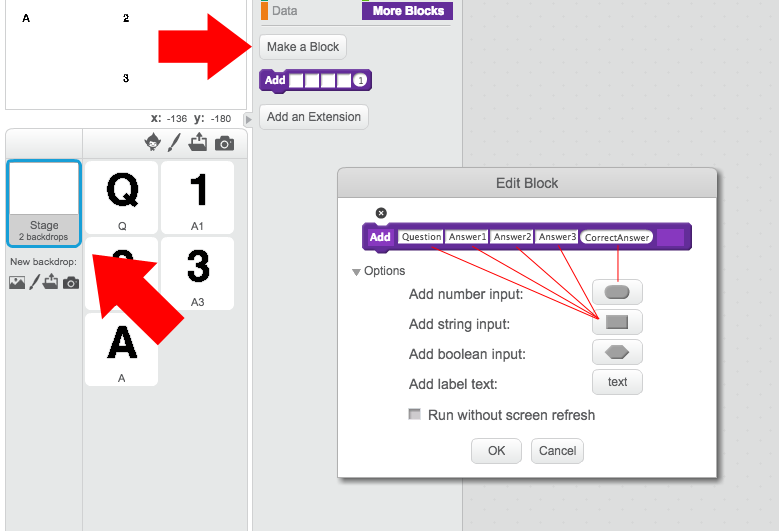 A
2
3
x: -136 y: -180
Stage
2 backdrops
New backdrop:
Q
Q
1
A1
3
A3
A
A
Data
More Blocks
Make a Block
Add 1
Add an Extension
Edit Block
Add Question Answer1 Answer2 Answer3 CorrectAnswer
Options
Add number input:
Add string input:
Add boolean input:
Add label text:
text
Run without screen refresh
OK
Cancel